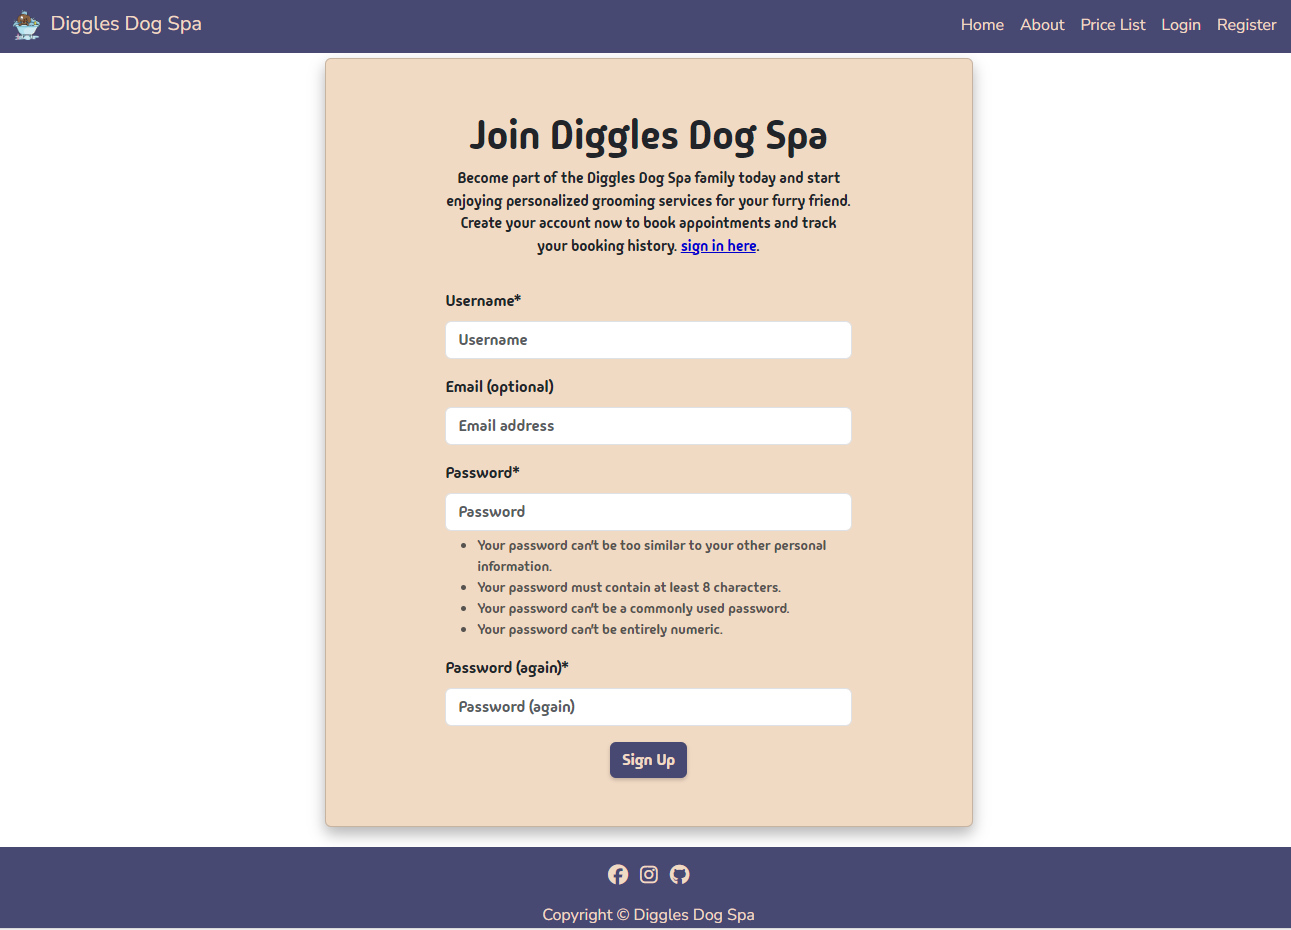 Diggles Dog Spa
Home About Price List Login Register
Join Diggles Dog Spa
Become part of the Diggles Dog Spa family today and start
enjoying personalized grooming services for your furry friend.
Create your account now to book appointments and track
your booking history. sign in here.
Username*
Username
Email (optional)
Email address
Password*
Password
• Your password can't be too similar to your other personal
information.
• Your password must contain at least 8 characters.
• Your password can't be a commonly used password.
• Your password can't be entirely numeric.
Password (again)*
Password (again)
Sign Up
Copyright © Diggles Dog Spa